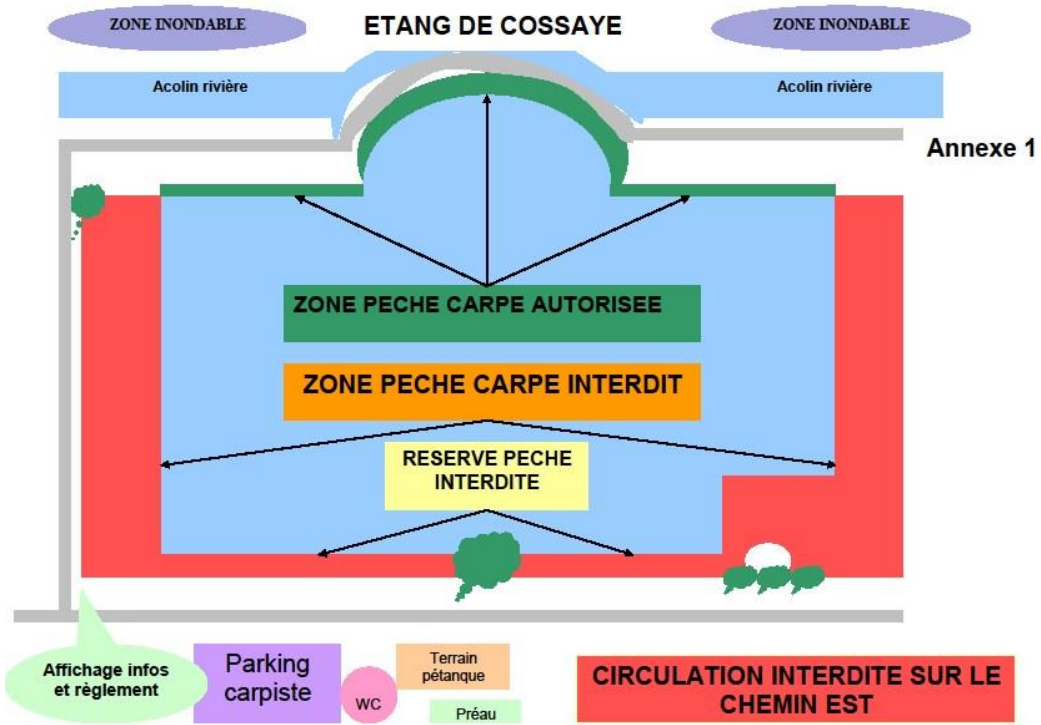 ZONE INONDABLE
ETANG DE COSSAYE
ZONE INONDABLE
Acolin rivière
Acolin rivière
Annexe 1
ZONE PECHE CARPE AUTORISEE
ZONE PECHE CARPE INTERDIT
RESERVE PECHE
INTERDITE
Affichage infos
et règlement
Parking
carpiste
WC
Terrain
pétanque
Préau
CIRCULATION INTERDITE SUR LE
CHEMIN EST